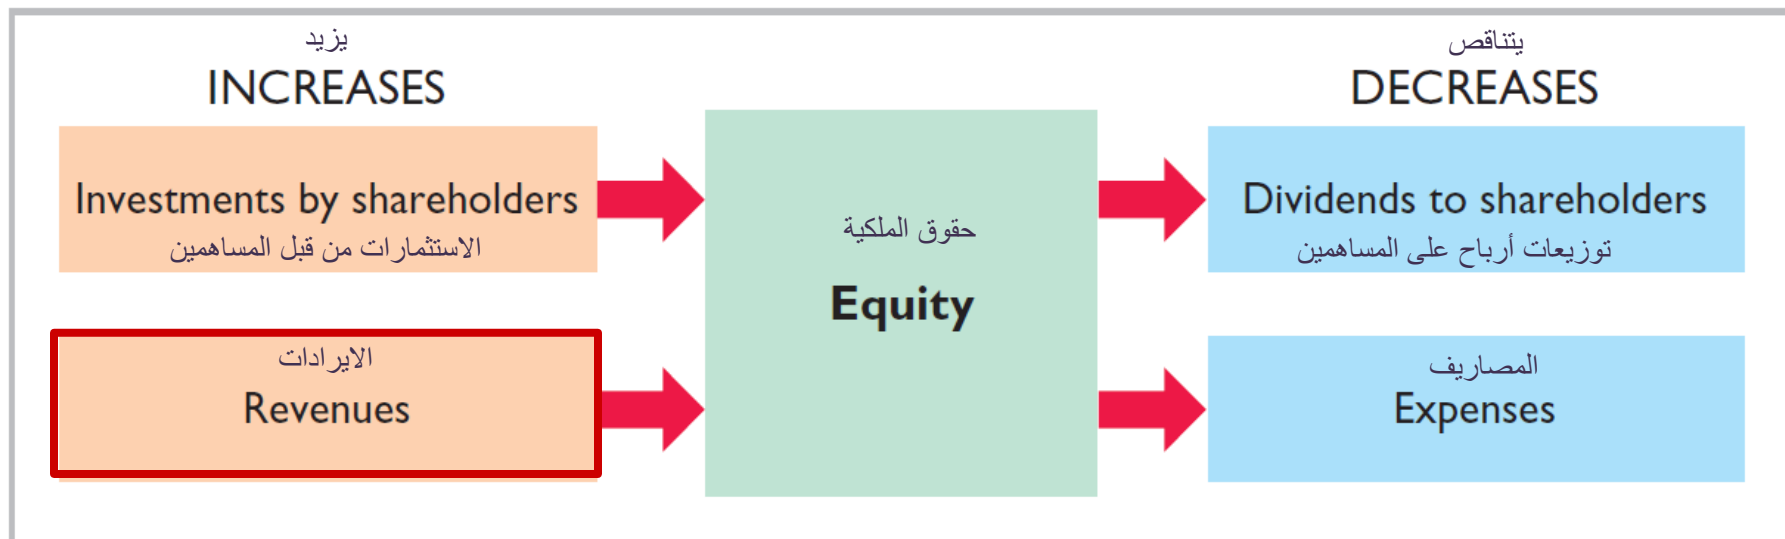 يزيد
INCREASES
Investments by shareholders
الاستثمارات من قبل المساهمين
الايرادات
Revenues
حقوق الملكية
Equity
يتناقص
DECREASES
Dividends to shareholders
توزيعات أرباح على المساهمين
المصاريف
Expenses